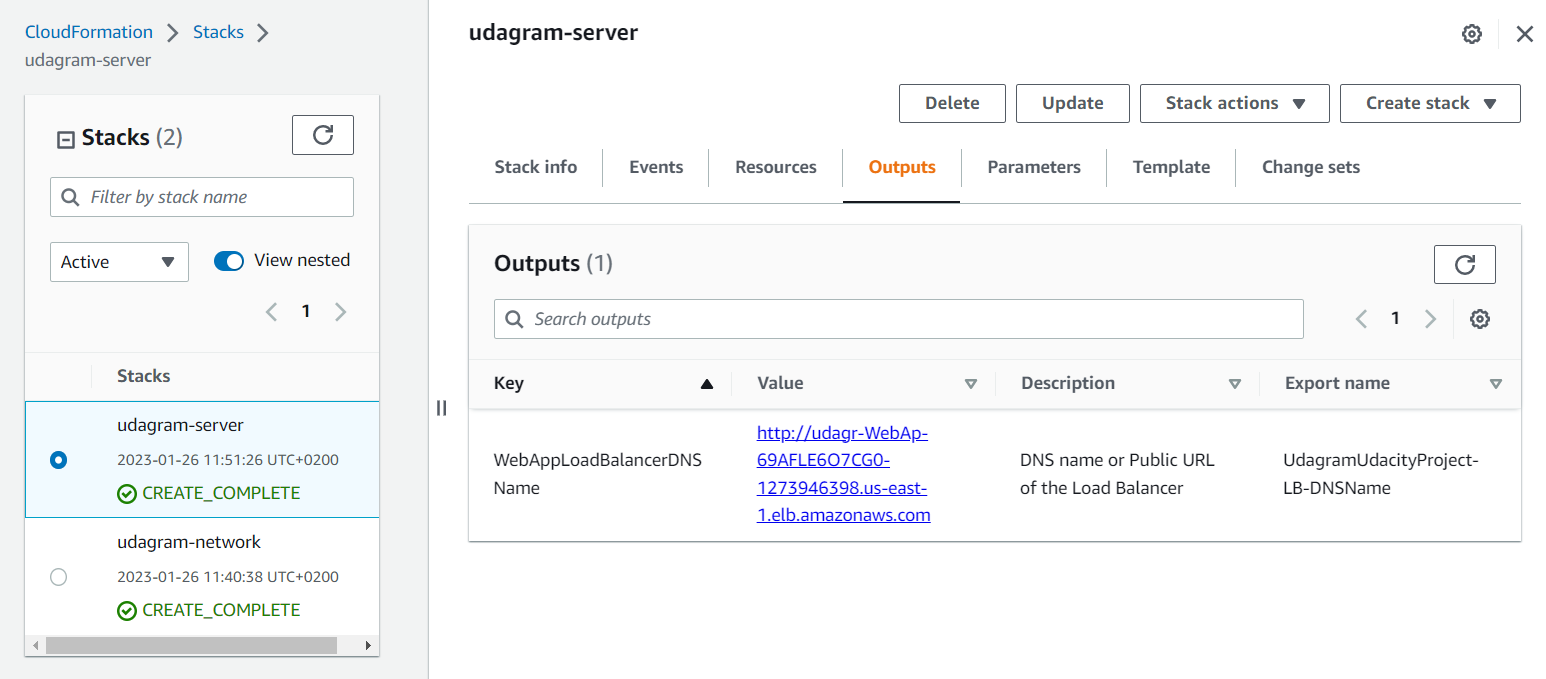 CloudFormation
Stacks
udagram-server
Stacks (2)
Filter by stack name
Active
View nested
1
Stacks
udagram-server
2023-01-26 11:51:26 UTC+0200
CREATE_COMPLETE
udagram-network
2023-01-26 11:40:38 UTC+0200
CREATE_COMPLETE
udagram-server
Delete
Update
Stack actions
Create stack
Stack info
Events
Resources
Outputs
Parameters
Template
Change sets
Outputs (1)
Search outputs
1
Key
Value
Description
Export name
WebAppLoadBalancerDNS
Name
http://udagr-WebAp-
69AFLE6O7CG0-
1273946398.us-east-
1.elb.amazonaws.com
DNS name or Public URL
of the Load Balancer
UdagramUdacityProject-
LB-DNSName